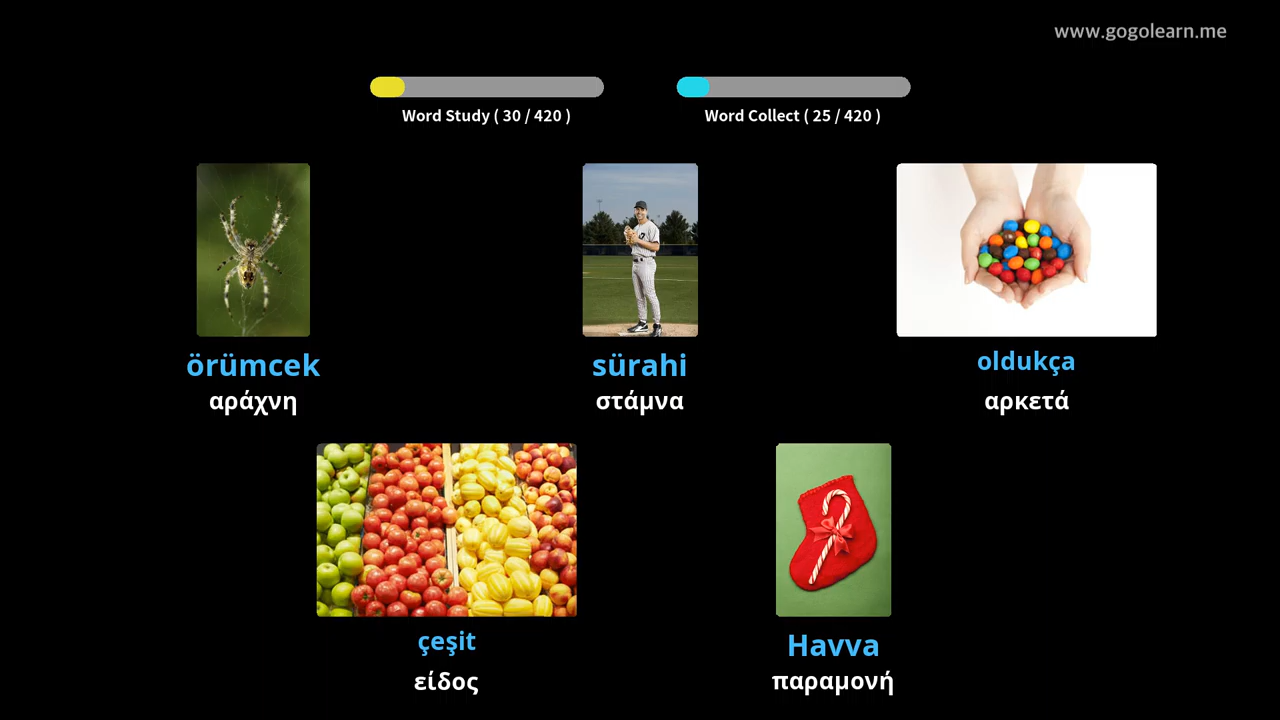 www.gogolearn.me
Word Study ( 30 / 420 )
Word Collect ( 25 / 420 )
örümcek
αράχνη
sürahi
στάμνα
oldukça
αρκετά
çeşit
είδος
Havva
παραμονή